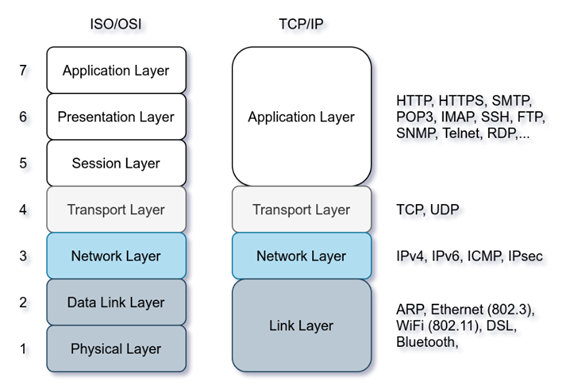 ISO/OSI
TCP/IP
7
Application Layer
6
Presentation Layer
5
Session Layer
Application Layer
HTTP, HTTPS, SMTP,
POP3, IMAP, SSH, FTP,
SNMP, Telnet, RDP,...
4
Transport Layer
Transport Layer
TCP, UDP
3
Network Layer
Network Layer
IPv4, IPv6, ICMP, IPsec
2
Data Link Layer
1
Physical Layer
Link Layer
ARP, Ethernet (802.3),
WiFi (802.11), DSL,
Bluetooth,